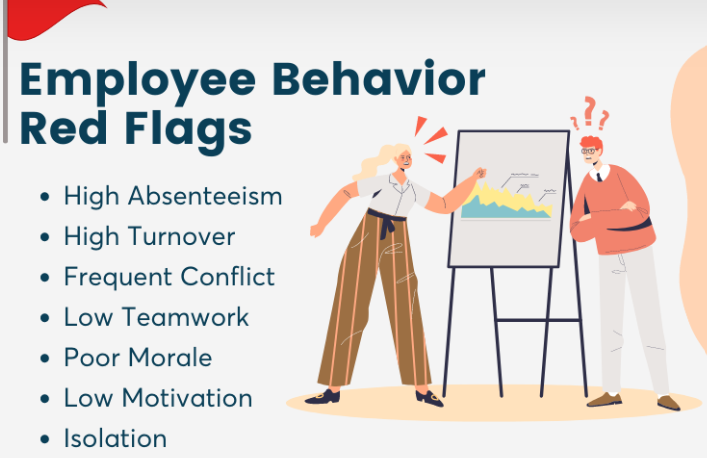 Employee Behavior
Red Flags
• High Absenteeism
• High Turnover
• Frequent Conflict
• Low Teamwork
• Poor Morale
• Low Motivation
• Isolation